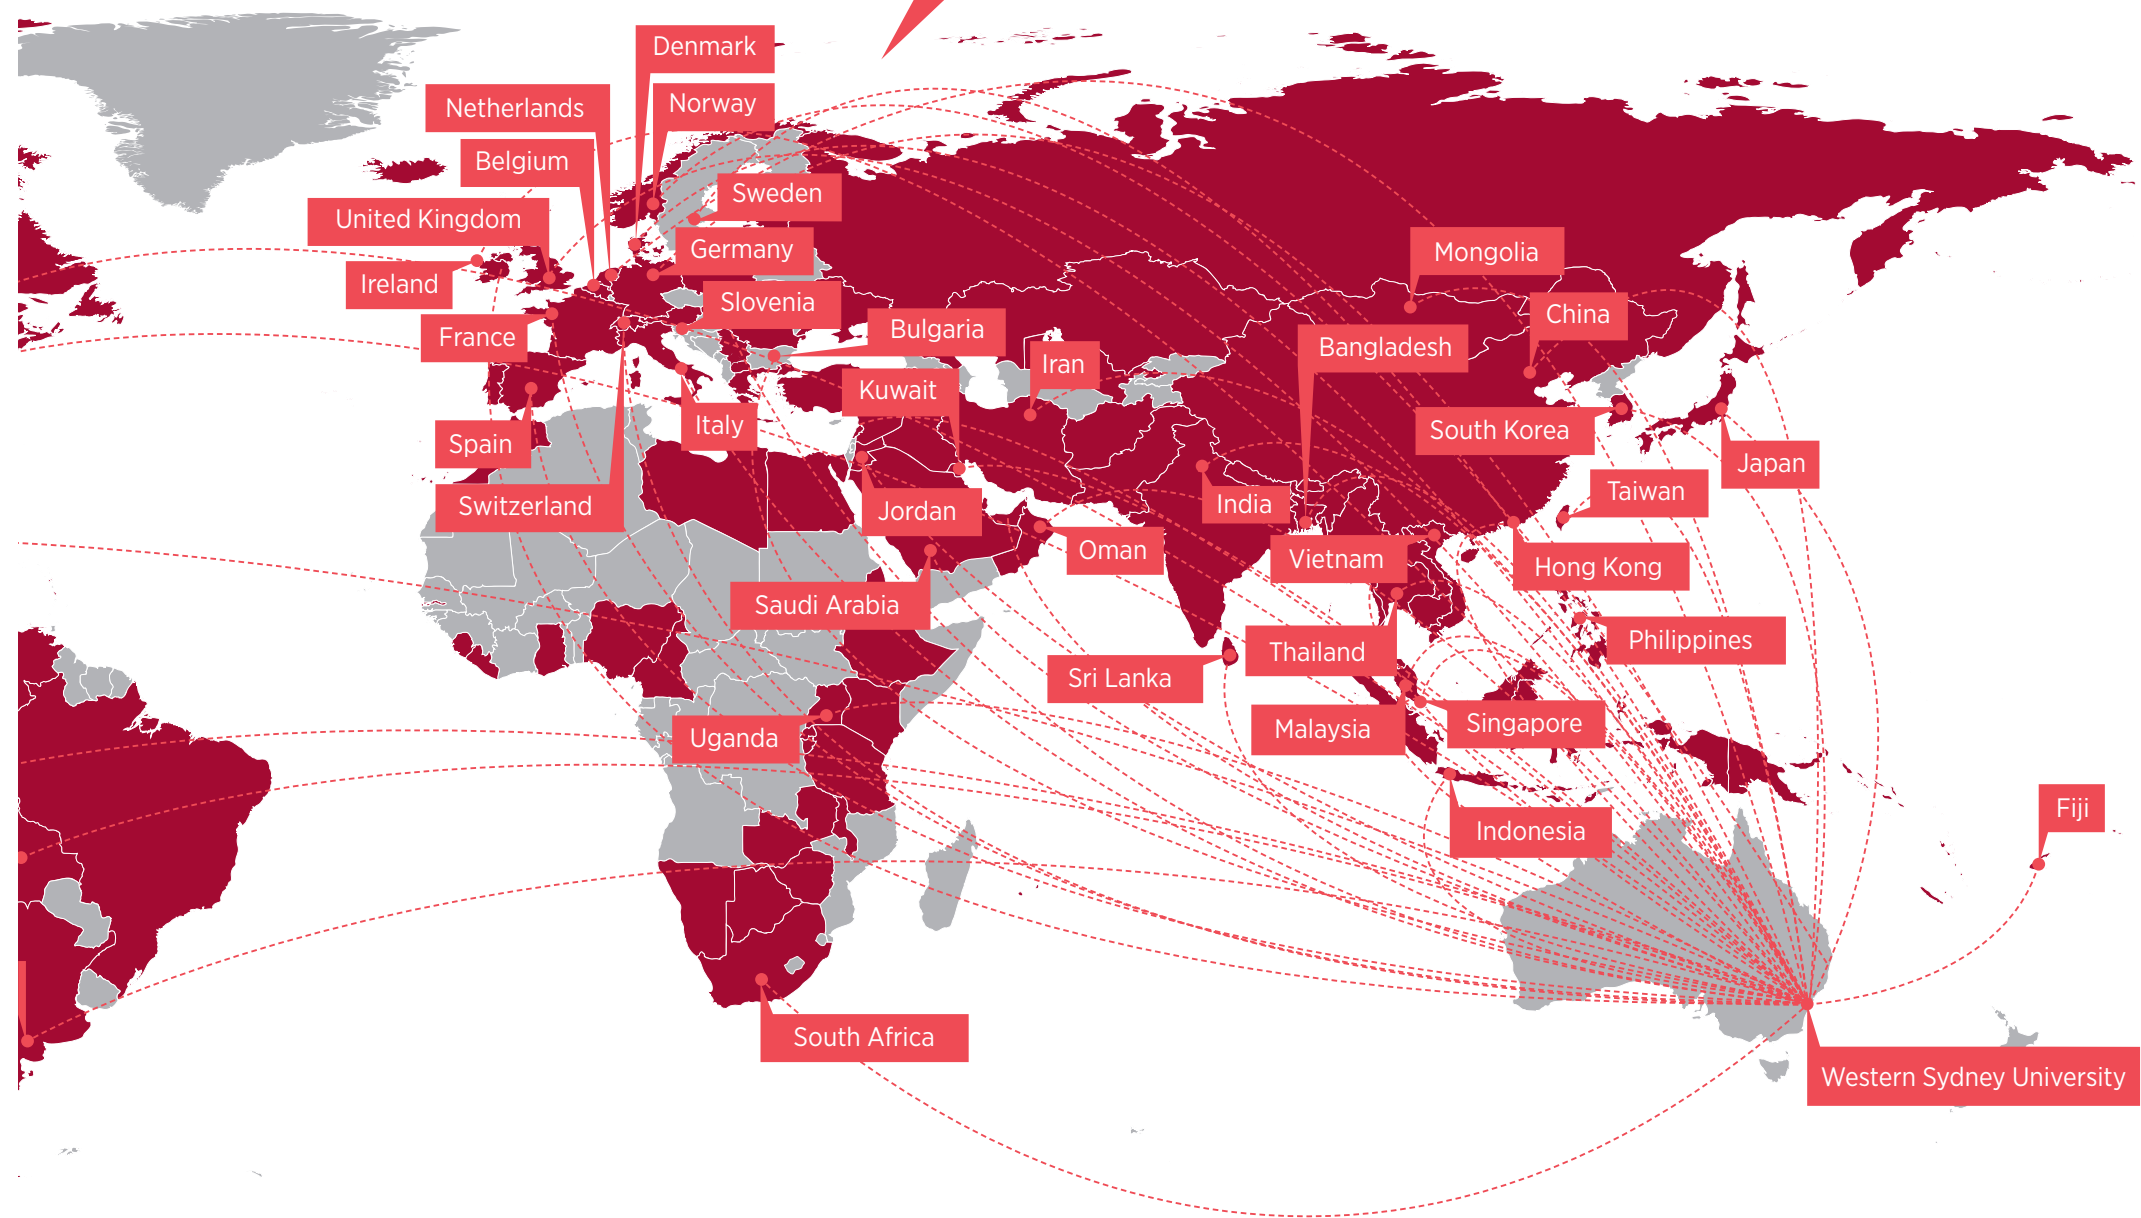 Denmark
Netherlands
Norway
Belgium
Sweden
United Kingdom
Germany
Mongolia
Ireland
Slovenia
China
France
Bulgaria
Bangladesh
Iran
Kuwait
Italy
South Korea
Spain
Japan
Taiwan
Switzerland
India
Jordan
Oman
Vietnam
Hong Kong
Saudi Arabia
Philippines
Thailand
Sri Lanka
Malaysia
Singapore
Uganda
Fiji
Indonesia
South Africa
Western Sydney University